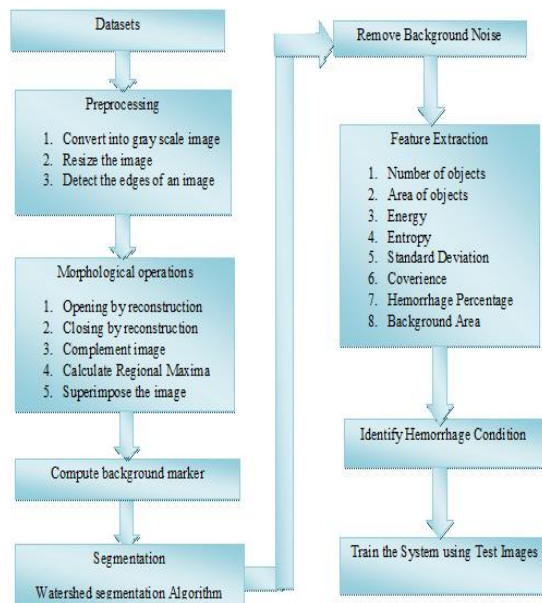 Datasets
Preprocessing
1. Convert into gray scale image
2. Resize the image
3. Detect the edges of an image
Morphological operations
1. Opening by reconstruction
2. Closing by reconstruction
3. Complement image
4. Calculate Regional Maxima
5. Superimpose the image
Compute background marker
Segmentation
Watershed segmentation Algorithm
Remove Background Noise
Feature Extraction
1. Number of objects
2. Area of objects
3. Energy
4. Entropy
5. Standard Deviation
6. Coverience
7. Hemorrhage Percentage
8. Background Area
Identify Hemorrhage Condition
Train the System using Test Images